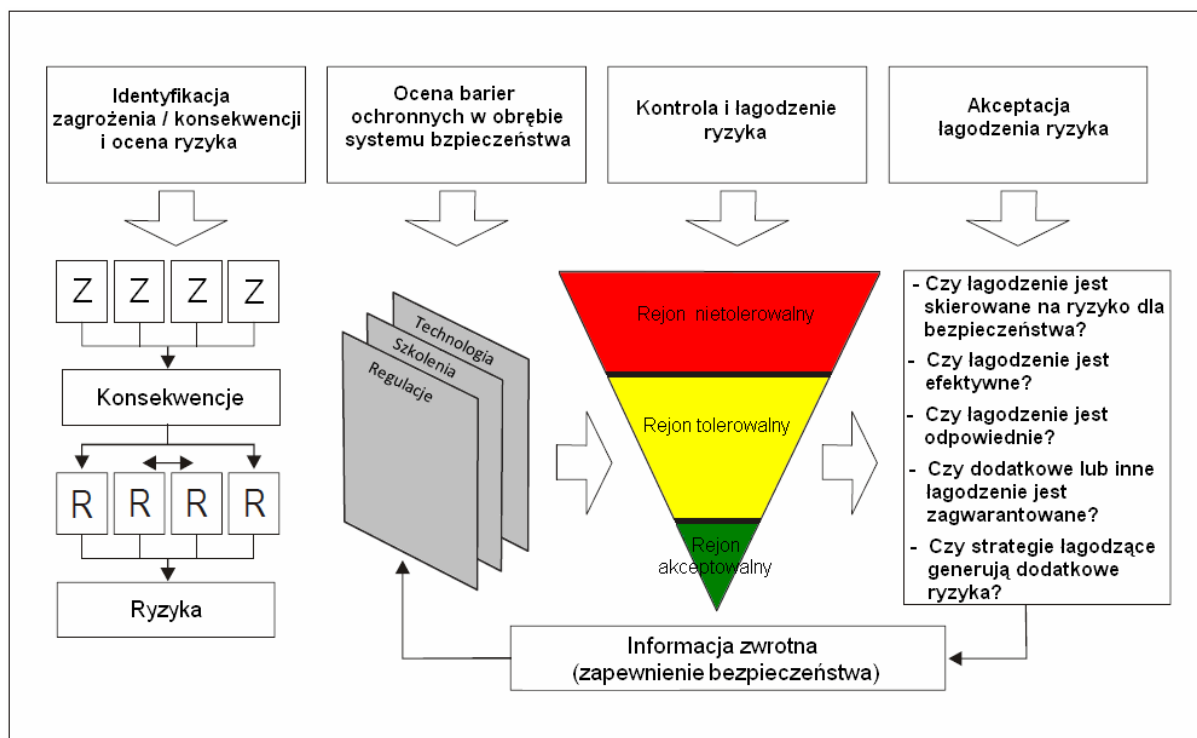 Identyfikacja
zagrożenia / konsekwencji
i ocena ryzyka
Ocena barier
ochronnych w obrębie
systemu bzpieczeństwa
Kontrola i łagodzenie
ryzyka
Akceptacja
łagodzenia ryzyka
Z Z Z Z
Konsekwencje
R R R R
Ryzyka
Technologia
Szkolenia
Regulacje
Rejon nietolerowalny
Rejon tolerowalny
Rejon
akceptowalny
- Czy łagodzenie jest
skierowane na ryzyko dla
bezpieczeństwa?
- Czy łagodzenie jest
efektywne?
- Czy łagodzenie jest
odpowiednie?
- Czy dodatkowe lub inne
łagodzenie jest
zagwarantowane?
- Czy strategie łagodzące
generują dodatkowe
ryzyka?
Informacja zwrotna
(zapewnienie bezpieczeństwa)